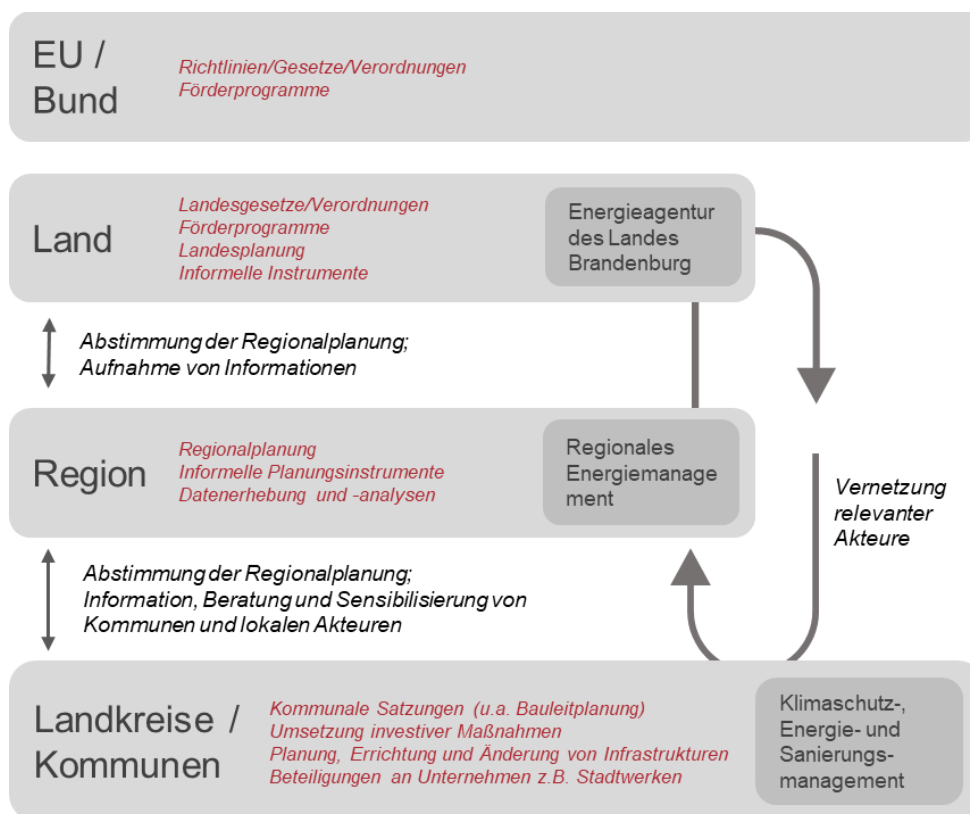 EU /
Bund
Richtlinien/Gesetze/Verordnungen
Förderprogramme
Land
Landesgesetze/Verordnungen
Förderprogramme
Landesplanung
Informelle Instrumente
Energieagentur
des Landes
Brandenburg
Abstimmung der Regionalplanung;
Aufnahme von Informationen
Region
Regionalplanung
Informelle Planungsinstrumente
Datenerhebung und -analysen
Regionales
Energiemanage
ment
Vernetzung
relevanter
Akteure
Abstimmung der Regionalplanung;
Information, Beratung und Sensibilisierung von
Kommunen und lokalen Akteuren
Landkreise /
Kommunen
Kommunale Satzungen (u.a. Bauleitplanung)
Umsetzung investiver Maßnahmen
Planung, Errichtung und Änderung von Infrastrukturen
Beteiligungen an Unternehmen z.B. Stadtwerken
Klimaschutz-,
Energie- und
Sanierungs-
management